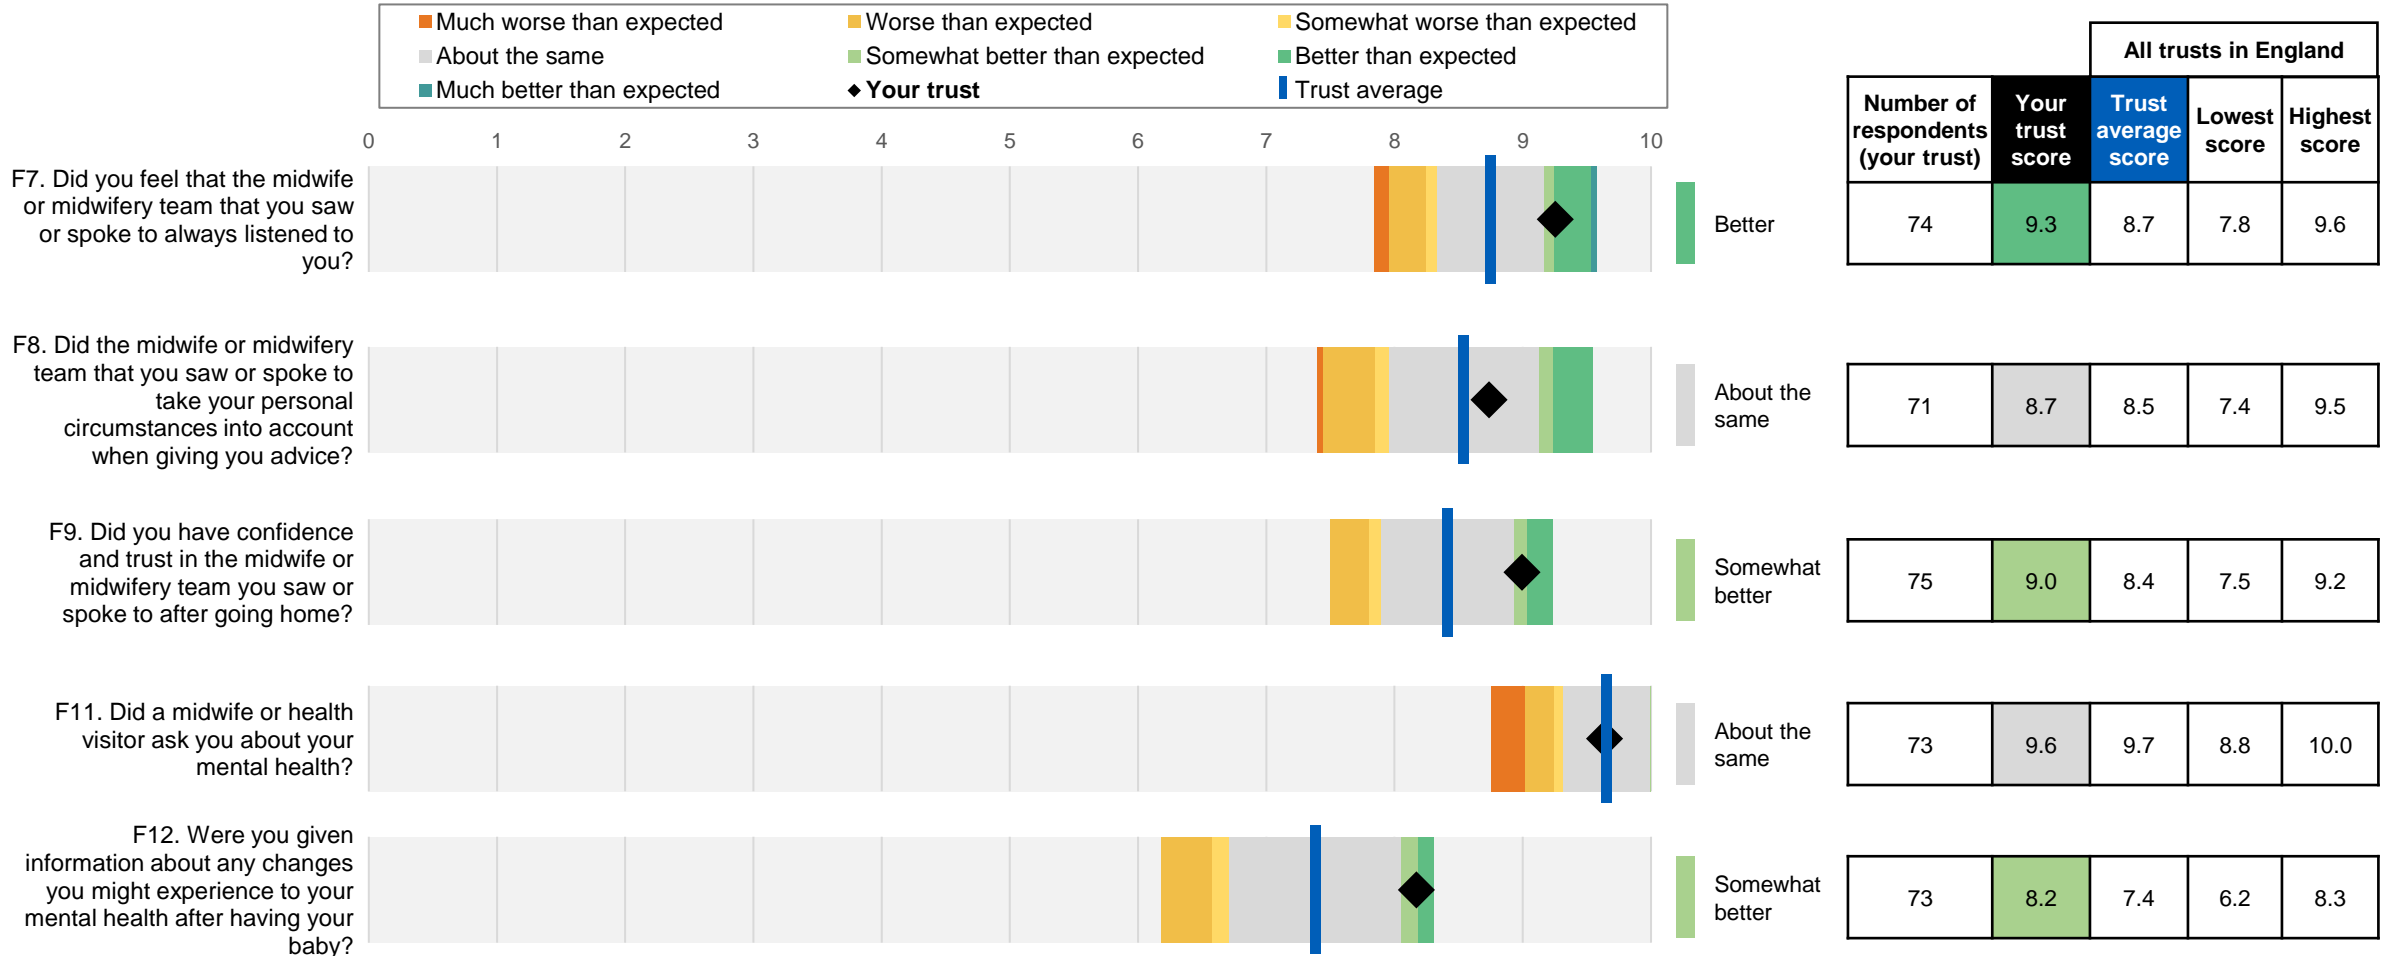 Much worse than expected
Worse than expected
Somewhat worse than expected
About the same
Somewhat better than expected
Better than expected
Much better than expected
Your trust
Trust average
All trusts in England
Number of
respondents
(your trust)
Your
trust
score
Trust
average
score
Lowest
score
Highest
score
0 1 2 3 4 5 6 7 8 9 10
F7. Did you feel that the midwife
or midwifery team that you saw
or spoke to always listened to
you?
Better
74 9.3 8.7 7.8 9.6
F8. Did the midwife or midwifery
team that you saw or spoke to
take your personal
circumstances into account
when giving you advice?
About the
same
71 8.7 8.5 7.4 9.5
F9. Did you have confidence
and trust in the midwife or
midwifery team you saw or
spoke to after going home?
Somewhat
better
75 9.0 8.4 7.5 9.2
F11. Did a midwife or health
visitor ask you about your
mental health?
About the
same
73 9.6 9.7 8.8 10.0
F12. Were you given
information about any changes
you might experience to your
mental health after having your
baby?
Somewhat
better
73 8.2 7.4 6.2 8.3